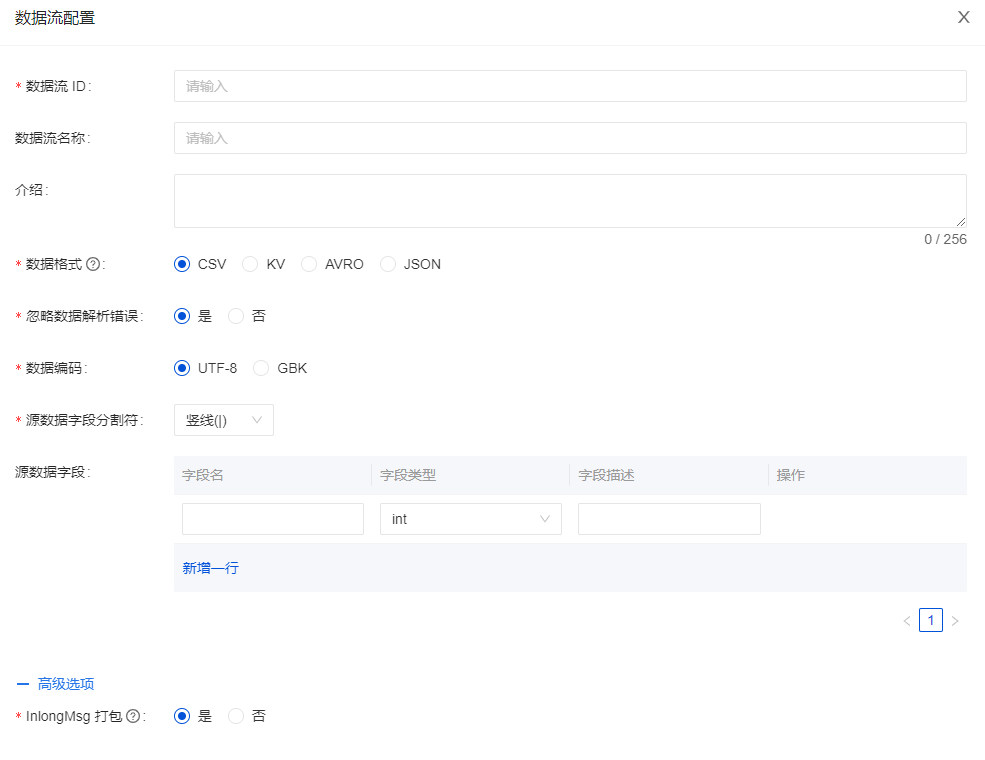 数据流配置
* 数据流 ID: 请输入
数据流名称: 请输入
介绍:
0 / 256
* 数据格式?: CSV KV AVRO JSON
* 忽略数据解析错误: 是 否
* 数据编码: UTF-8 GBK
* 源数据字段分割符: 竖线(|)
源数据字段: 字段名 字段类型 字段描述 操作
int
新增一行
< 1 >
高级选项
* InlongMsg 打包?: 是 否